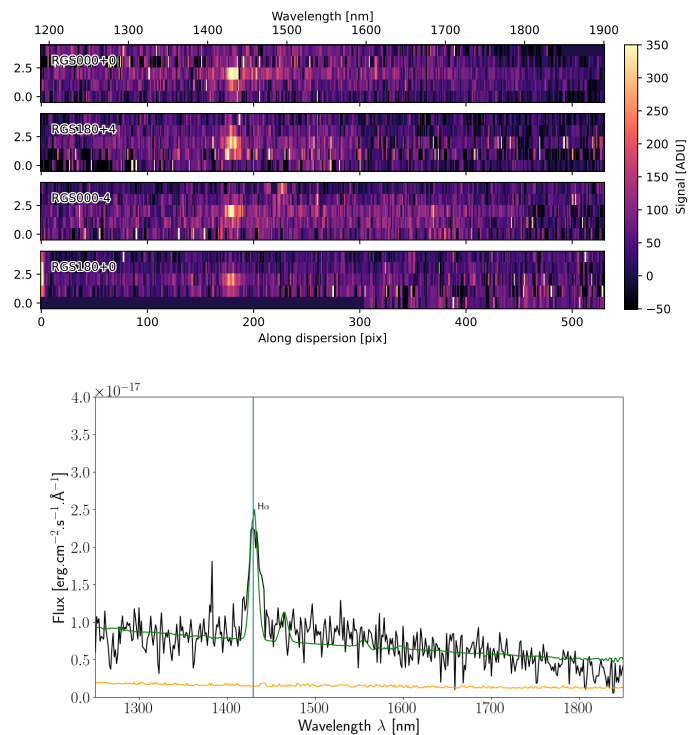 Wavelength [nm]
1200 1300 1400 1500 1600 1700 1800 1900
RGS000+0
2.5
0.0
RGS180+4
2.5
0.0
RGS000-4
2.5
0.0
RGS180+0
2.5
0.0
0 100 200 300 400 500
Along dispersion [pix]
350
300
250
200
150
100
50
0
−50
Signal [ADU]
×10⁻¹⁷
4.0
3.5
3.0
2.5
2.0
1.5
1.0
0.5
0.0
Flux [erg.cm⁻².s⁻¹.Å⁻¹]
Hα
1300 1400 1500 1600 1700 1800
Wavelength λ [nm]